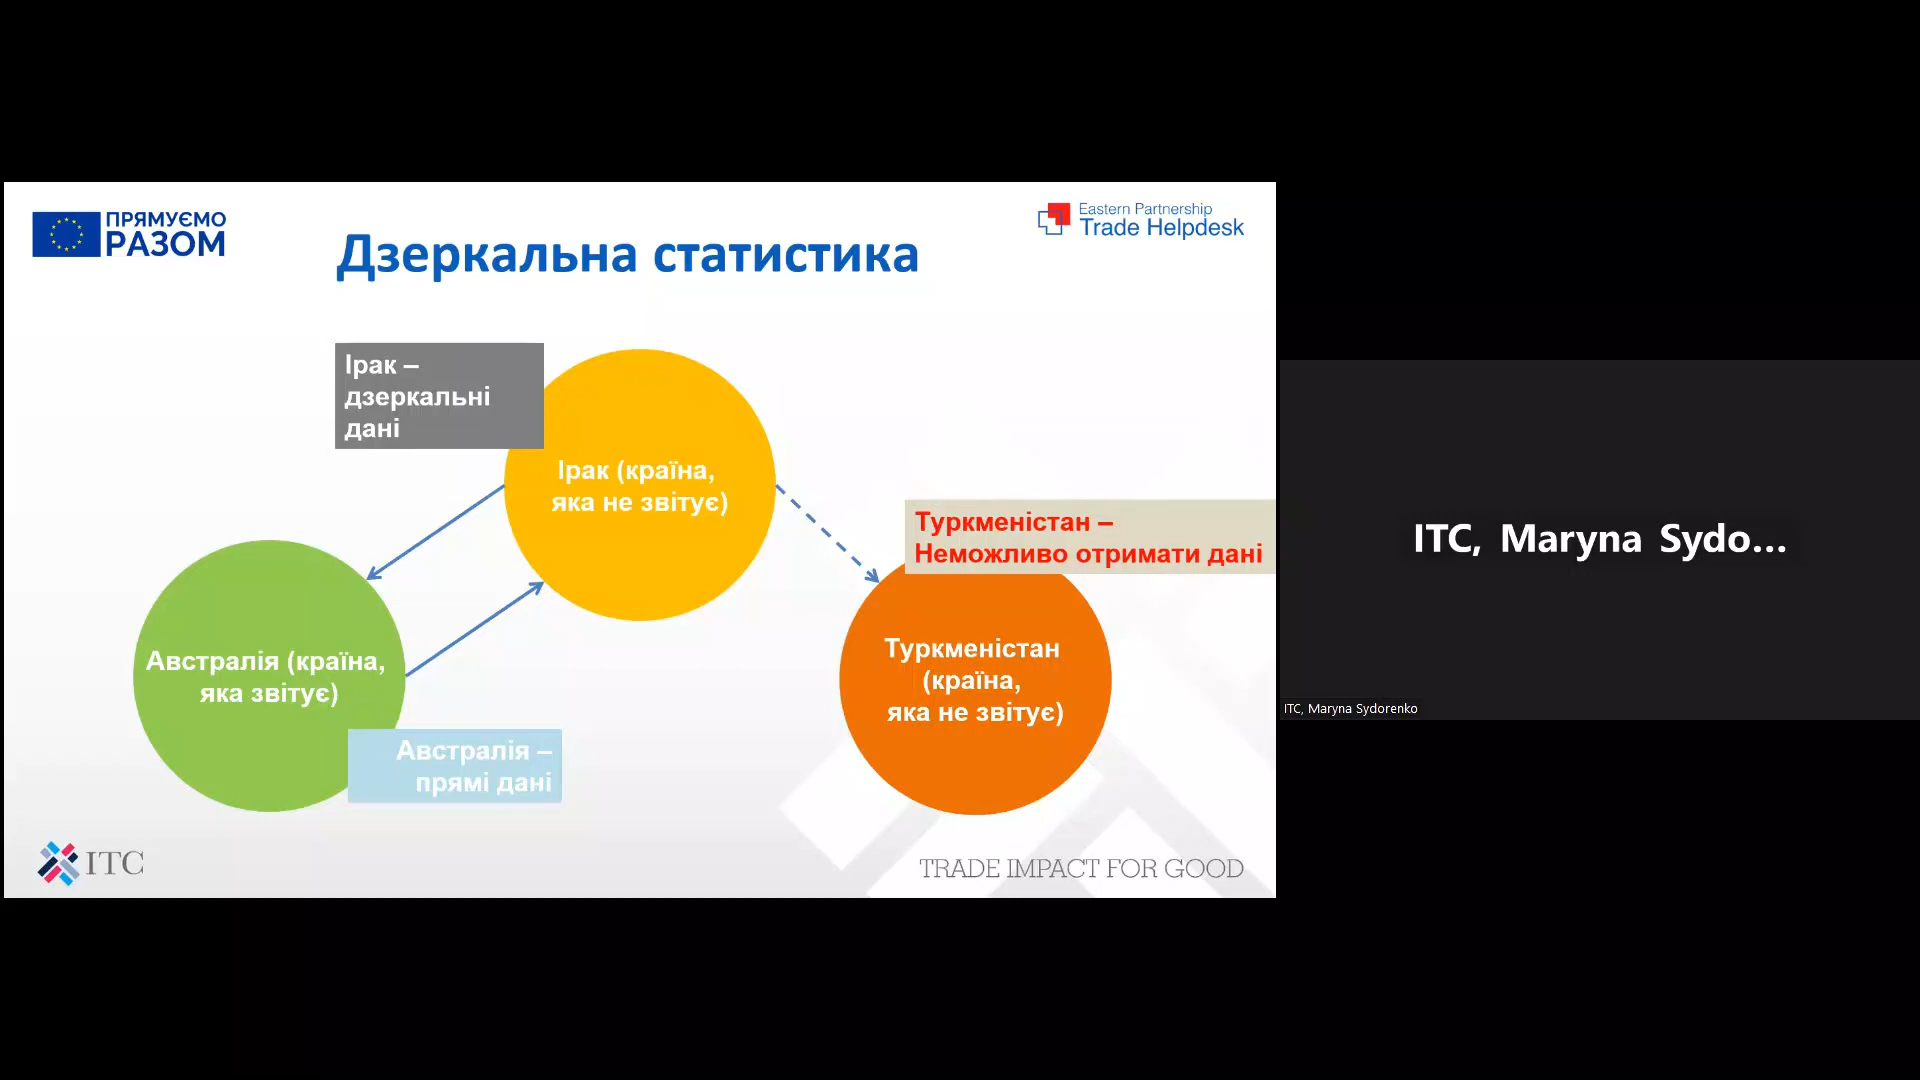 ПРЯМУЄМО
РАЗОМ
Дзеркальна статистика
Eastern Partnership
Trade Helpdesk
Ірак –
дзеркальні
дані
Ірак (країна,
яка не звітує)
Туркменістан –
Неможливо отримати дані
Австралія (країна,
яка звітує)
Туркменістан
(країна,
яка не звітує)
Австралія –
прямі дані
ITC
TRADE IMPACT FOR GOOD
ITC, Maryna Sydo...
ITC, Maryna Sydorenko